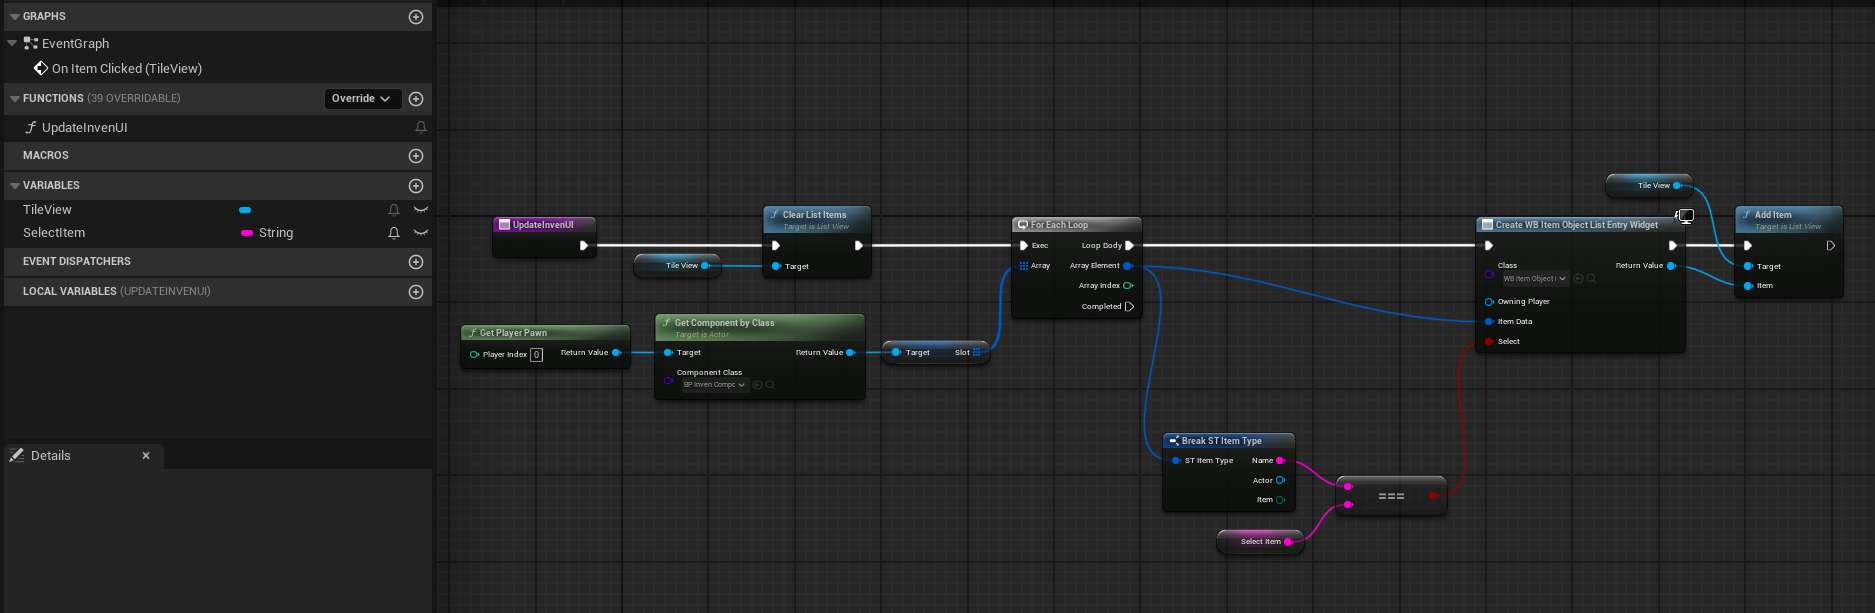 GRAPHS
EventGraph
On Item Clicked (TileView)
FUNCTIONS (39 OVERRIDABLE)
Override
UpdateInvenUI
MACROS
VARIABLES
TileView
SelectItem
String
EVENT DISPATCHERS
LOCAL VARIABLES (UPDATEINVENUI)
Details
UpdateInvenUI
Tile View
Clear List Items
Target is List View
Target
Get Player Pawn
Player Index 0
Return Value
Get Component by Class
Target is Actor
Target
Return Value
Component Class
BP Inven Compc
Target
Slot
For Each Loop
Exec
Loop Body
Array
Array Element
Array Index
Completed
Break ST Item Type
ST Item Type
Name
Actor
Item
Select Item
===
Create WB Item Object List Entry Widget
Class
WB Item Object I
Return Value
Owning Player
Item Data
Select
Tile View
Add Item
Target is List View
Target
Item